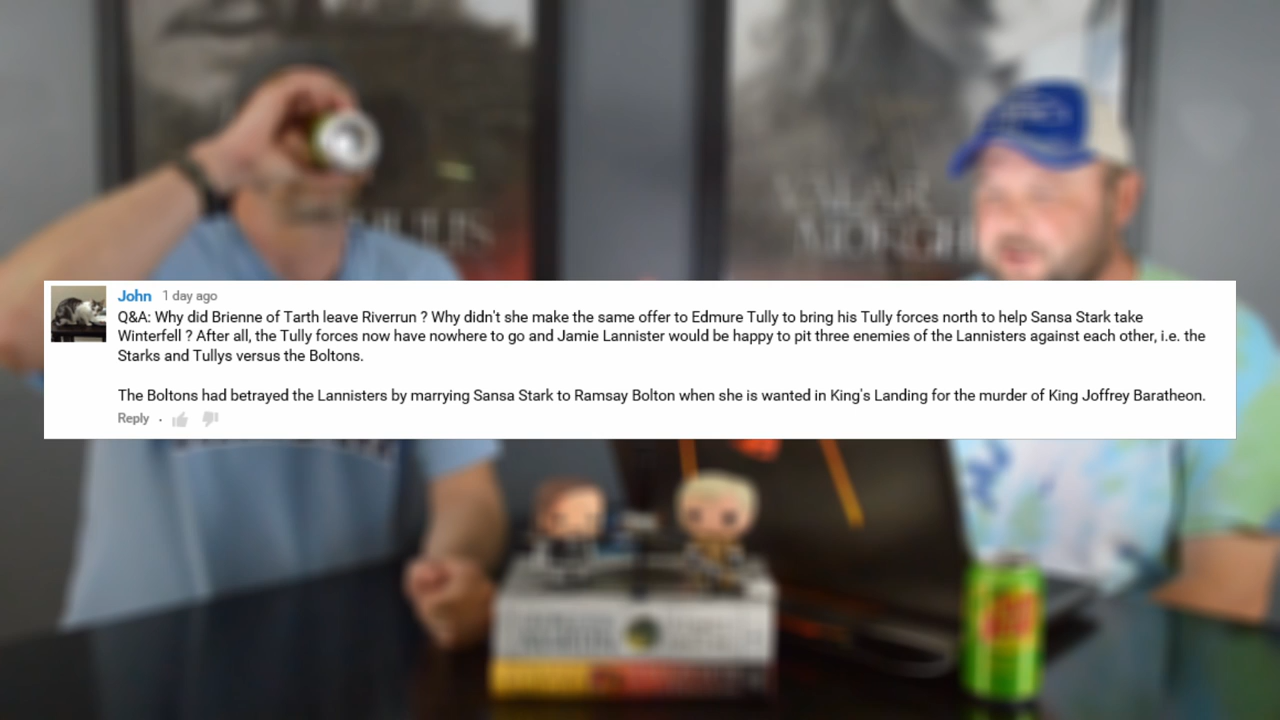 John 1 day ago
Q&A: Why did Brienne of Tarth leave Riverrun ? Why didn't she make the same offer to Edmure Tully to bring his Tully forces north to help Sansa Stark take
Winterfell ? After all, the Tully forces now have nowhere to go and Jamie Lannister would be happy to pit three enemies of the Lannisters against each other, i.e. the
Starks and Tullys versus the Boltons.
The Boltons had betrayed the Lannisters by marrying Sansa Stark to Ramsay Bolton when she is wanted in King's Landing for the murder of King Joffrey Baratheon.
Reply ·